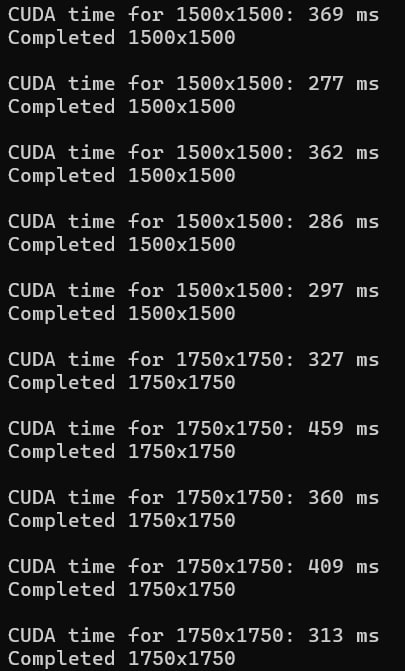 CUDA time for 1500x1500: 369 ms
Completed 1500x1500
CUDA time for 1500x1500: 277 ms
Completed 1500x1500
CUDA time for 1500x1500: 362 ms
Completed 1500x1500
CUDA time for 1500x1500: 286 ms
Completed 1500x1500
CUDA time for 1500x1500: 297 ms
Completed 1500x1500
CUDA time for 1750x1750: 327 ms
Completed 1750x1750
CUDA time for 1750x1750: 459 ms
Completed 1750x1750
CUDA time for 1750x1750: 360 ms
Completed 1750x1750
CUDA time for 1750x1750: 409 ms
Completed 1750x1750
CUDA time for 1750x1750: 313 ms
Completed 1750x1750